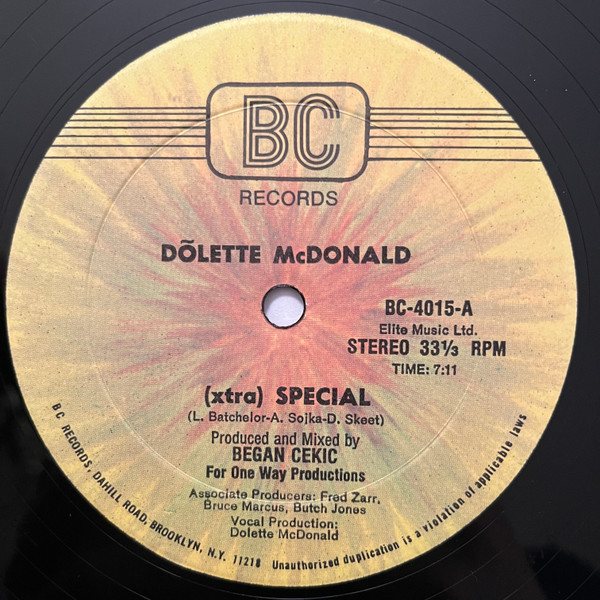 BC
RECORDS
DÕLETTE McDONALD
BC-4015-A
Elite Music Ltd.
STEREO 33⅓ RPM
TIME: 7:11
(xtra) SPECIAL
(L. Batchelor-A. Sojka-D. Skeet)
Produced and Mixed by
BEGAN CEKIC
For One Way Productions
Associate Producers: Fred Zarr,
Bruce Marcus, Butch Jones
Vocal Production:
Dolette McDonald
BC RECORDS, DAHILL ROAD, BROOKLYN, N.Y. 11218 Unauthorized duplication is a violation of applicable laws